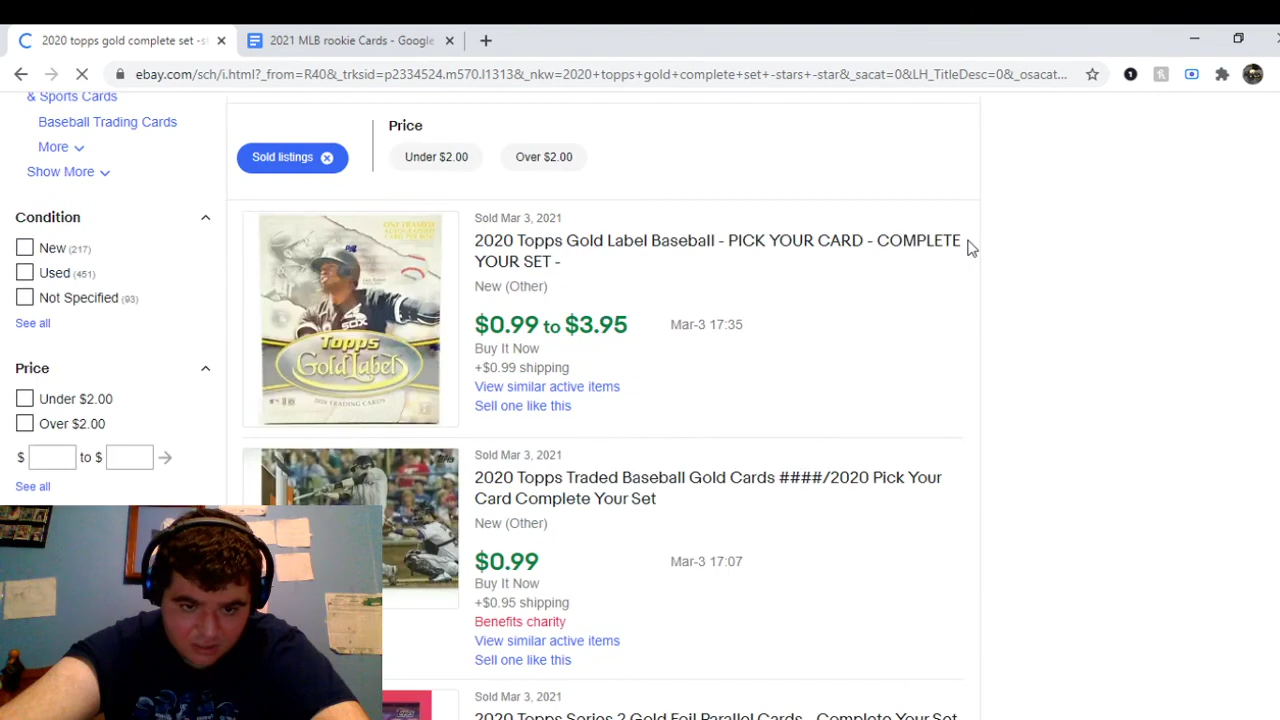 2020 topps gold complete set -s
2021 MLB rookie Cards - Google
ebay.com/sch/i.html?_from=R40&_trksid=p2334524.m570.l1313&_nkw=2020+topps+gold+complete+set+-stars+-star&_sacat=0&LH_TitleDesc=0&_osacat...
& Sports Cards
Baseball Trading Cards
More
Show More
Condition
New (217)
Used (451)
Not Specified (93)
See all
Price
Under $2.00
Over $2.00
$ to $
See all
Price
Sold listings
Under $2.00
Over $2.00
Sold Mar 3, 2021
2020 Topps Gold Label Baseball - PICK YOUR CARD - COMPLETE
YOUR SET -
New (Other)
$0.99 to $3.95
Mar-3 17:35
Buy It Now
+$0.99 shipping
View similar active items
Sell one like this
SOX
Topps
Gold Label
2020 TRADING CARDS
Sold Mar 3, 2021
2020 Topps Traded Baseball Gold Cards ####/2020 Pick Your
Card Complete Your Set
New (Other)
$0.99
Mar-3 17:07
Buy It Now
+$0.95 shipping
Benefits charity
View similar active items
Sell one like this
Topps
Sold Mar 3, 2021
2020 Topps Series 2 Gold Foil Parallel Cards - Complete Your Set